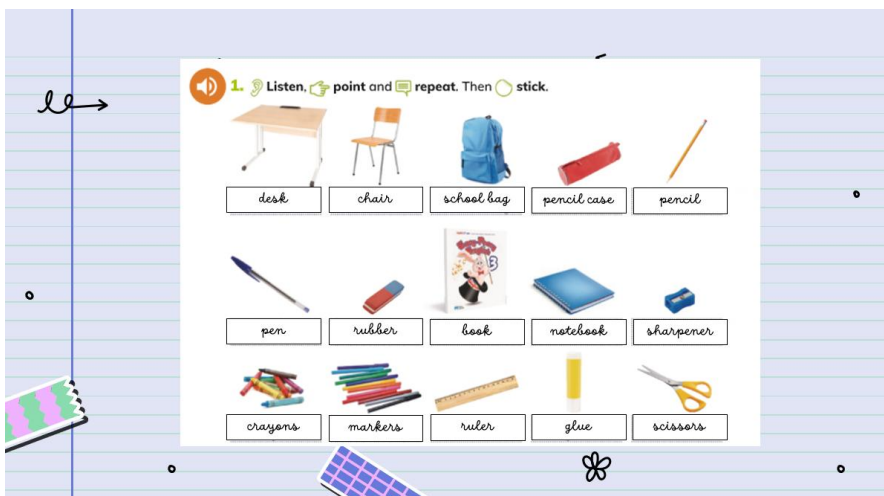 1. Listen, point and repeat. Then stick.
desk chair school bag pencil case pencil
3
pen rubber book notebook sharpener
crayons markers ruler glue scissors